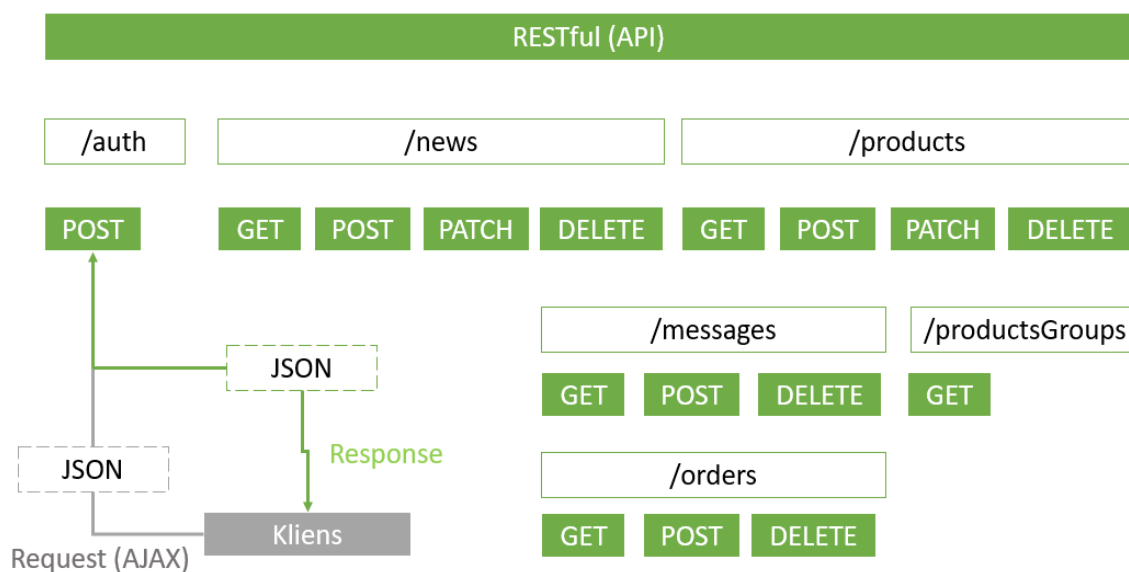 RESTful (API)
/auth
/news
/products
POST
GET
POST
PATCH
DELETE
GET
POST
PATCH
DELETE
/messages
/productsGroups
JSON
GET
POST
DELETE
GET
Response
JSON
/orders
Kliens
GET
POST
DELETE
Request (AJAX)